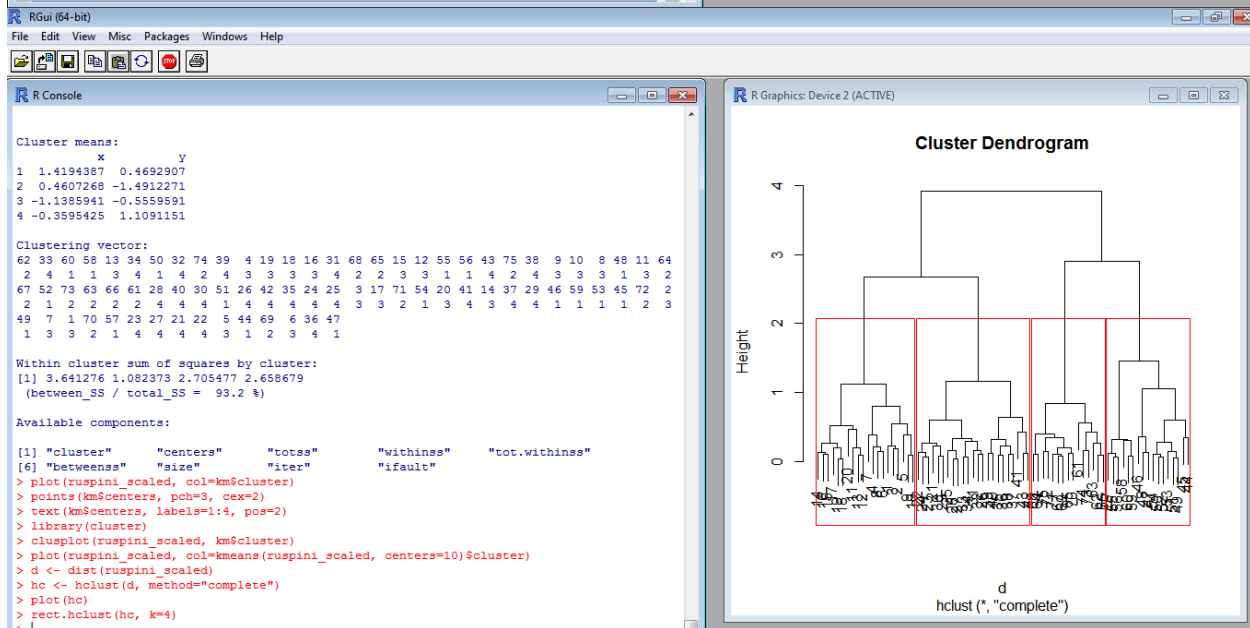 RGui (64-bit)
File Edit View Misc Packages Windows Help
STOP
R Console
Cluster means:
x y
1 1.4194387 0.4692907
2 0.4607268 -1.4912271
3 -1.1385941 -0.5559591
4 -0.3595425 1.1091151
Clustering vector:
62 33 60 58 13 34 50 32 74 39 4 19 18 16 31 68 65 15 12 55 56 43 75 38 9 10 8 48 11 64
2 4 1 1 3 4 1 4 2 4 3 3 3 3 4 2 2 3 3 1 1 4 2 4 3 3 3 1 3 2
67 52 73 63 66 61 28 40 30 51 26 42 35 24 25 3 17 71 54 20 41 14 37 29 46 59 53 45 72 2
2 1 2 2 2 2 4 4 4 1 4 4 4 4 4 3 3 2 1 3 4 3 4 4 1 1 1 1 2 3
49 7 1 70 57 23 27 21 22 5 44 69 6 36 47
1 3 3 2 1 4 4 4 4 3 1 2 3 4 1
Within cluster sum of squares by cluster:
[1] 3.641276 1.082373 2.705477 2.658679
(between_SS / total_SS = 93.2 %)
Available components:
[1] "cluster" "centers" "totss" "withinss" "tot.withinss"
[6] "betweenss" "size" "iter" "ifault"
> plot(ruspini_scaled, col=km$cluster)
> points(km$centers, pch=3, cex=2)
> text(km$centers, labels=1:4, pos=2)
> library(cluster)
> clusplot(ruspini_scaled, km$cluster)
> plot(ruspini_scaled, col=kmeans(ruspini_scaled, centers=10)$cluster)
> d <- dist(ruspini_scaled)
> hc <- hclust(d, method="complete")
> plot(hc)
> rect.hclust(hc, k=4)
>
R Graphics: Device 2 (ACTIVE)
Cluster Dendrogram
Height
4
3
2
1
0
20
41
61
58
46
d
hclust (*, "complete")